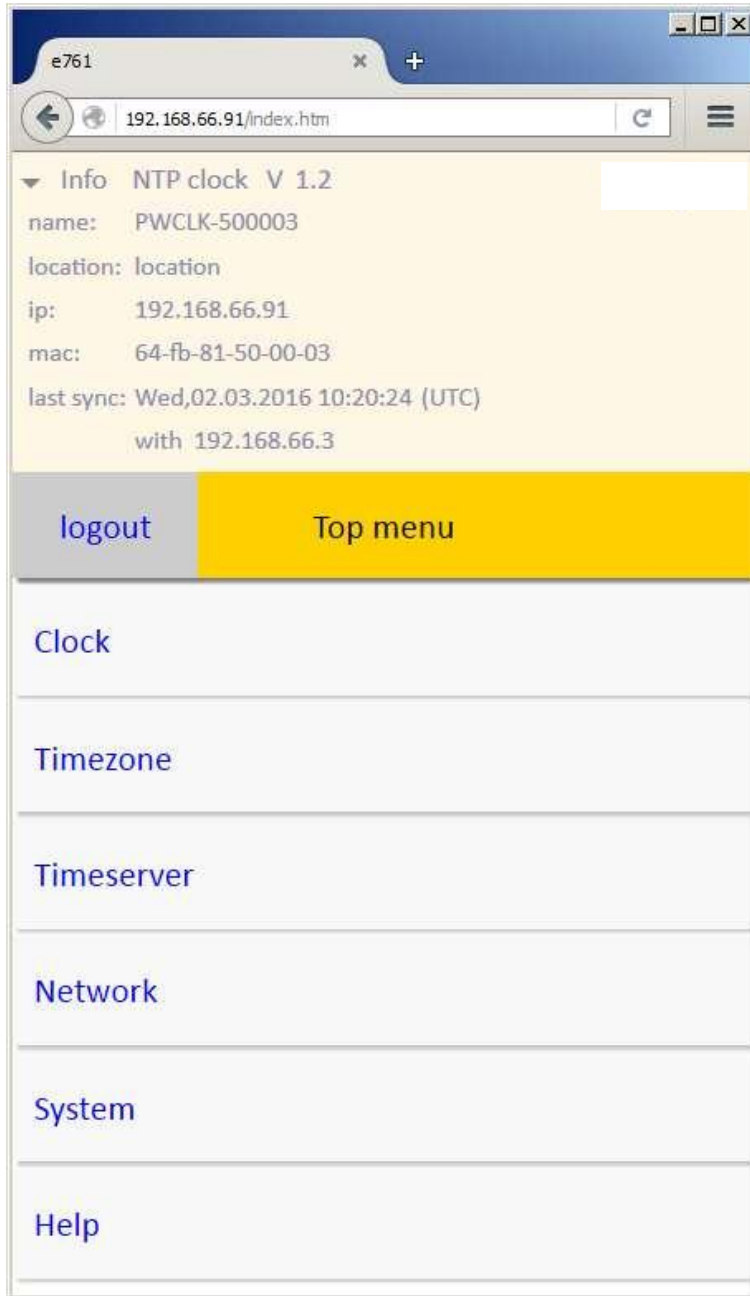 e761
192.168.66.91/index.htm
Info NTP clock V 1.2
name: PWCLK-500003
location: location
ip: 192.168.66.91
mac: 64-fb-81-50-00-03
last sync: Wed,02.03.2016 10:20:24 (UTC)
with 192.168.66.3
logout Top menu
Clock
Timezone
Timeserver
Network
System
Help